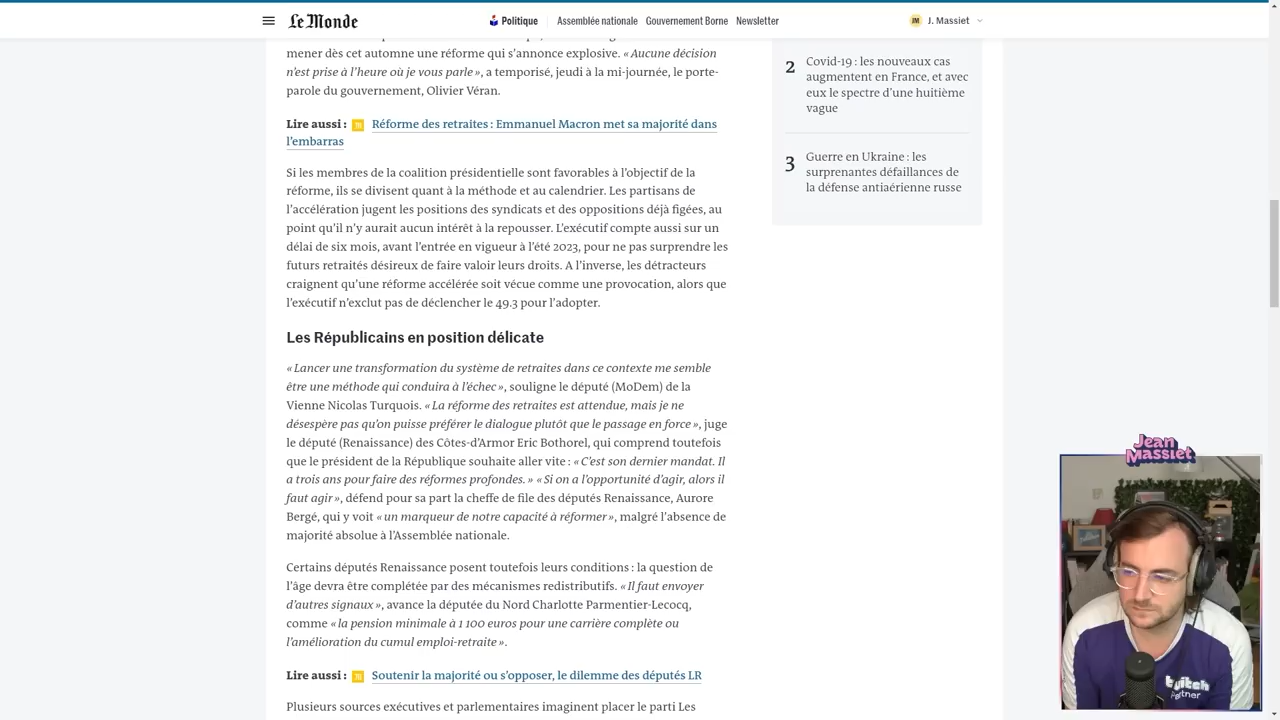 Le Monde
Politique
Assemblée nationale
Gouvernement Borne
Newsletter
JM
J. Massiet
mener dès cet automne une réforme qui s’annonce explosive. « Aucune décision
n’est prise à l’heure où je vous parle », a temporisé, jeudi à la mi-journée, le porte-
parole du gouvernement, Olivier Véran.
Lire aussi : Réforme des retraites : Emmanuel Macron met sa majorité dans
l’embarras
Si les membres de la coalition présidentielle sont favorables à l’objectif de la
réforme, ils se divisent quant à la méthode et au calendrier. Les partisans de
l’accélération jugent les positions des syndicats et des oppositions déjà figées, au
point qu’il n’y aurait aucun intérêt à la repousser. L’exécutif compte aussi sur un
délai de six mois, avant l’entrée en vigueur à l’été 2023, pour ne pas surprendre les
futurs retraités désireux de faire valoir leurs droits. A l’inverse, les détracteurs
craignent qu’une réforme accélérée soit vécue comme une provocation, alors que
l’exécutif n’exclut pas de déclencher le 49.3 pour l’adopter.
Les Républicains en position délicate
« Lancer une transformation du système de retraites dans ce contexte me semble
être une méthode qui conduira à l’échec », souligne le député (MoDem) de la
Vienne Nicolas Turquois. « La réforme des retraites est attendue, mais je ne
désespère pas qu’on puisse préférer le dialogue plutôt que le passage en force », juge
le député (Renaissance) des Côtes-d’Armor Eric Bothorel, qui comprend toutefois
que le président de la République souhaite aller vite : « C’est son dernier mandat. Il
a trois ans pour faire des réformes profondes. » « Si on a l’opportunité d’agir, alors il
faut agir », défend pour sa part la cheffe de file des députés Renaissance, Aurore
Bergé, qui y voit « un marqueur de notre capacité à réformer », malgré l’absence de
majorité absolue à l’Assemblée nationale.
Certains députés Renaissance posent toutefois leurs conditions : la question de
l’âge devra être complétée par des mécanismes redistributifs. « Il faut envoyer
d’autres signaux », avance la députée du Nord Charlotte Parmentier-Lecocq,
comme « la pension minimale à 1 100 euros pour une carrière complète ou
l’amélioration du cumul emploi-retraite ».
Lire aussi : Soutenir la majorité ou s’opposer, le dilemme des députés LR
Plusieurs sources exécutives et parlementaires imaginent placer le parti Les
2
Covid-19 : les nouveaux cas
augmentent en France, et avec
eux le spectre d’une huitième
vague
3
Guerre en Ukraine : les
surprenantes défaillances de
la défense antiaérienne russe
Jean
Massiet
twitch
Partner